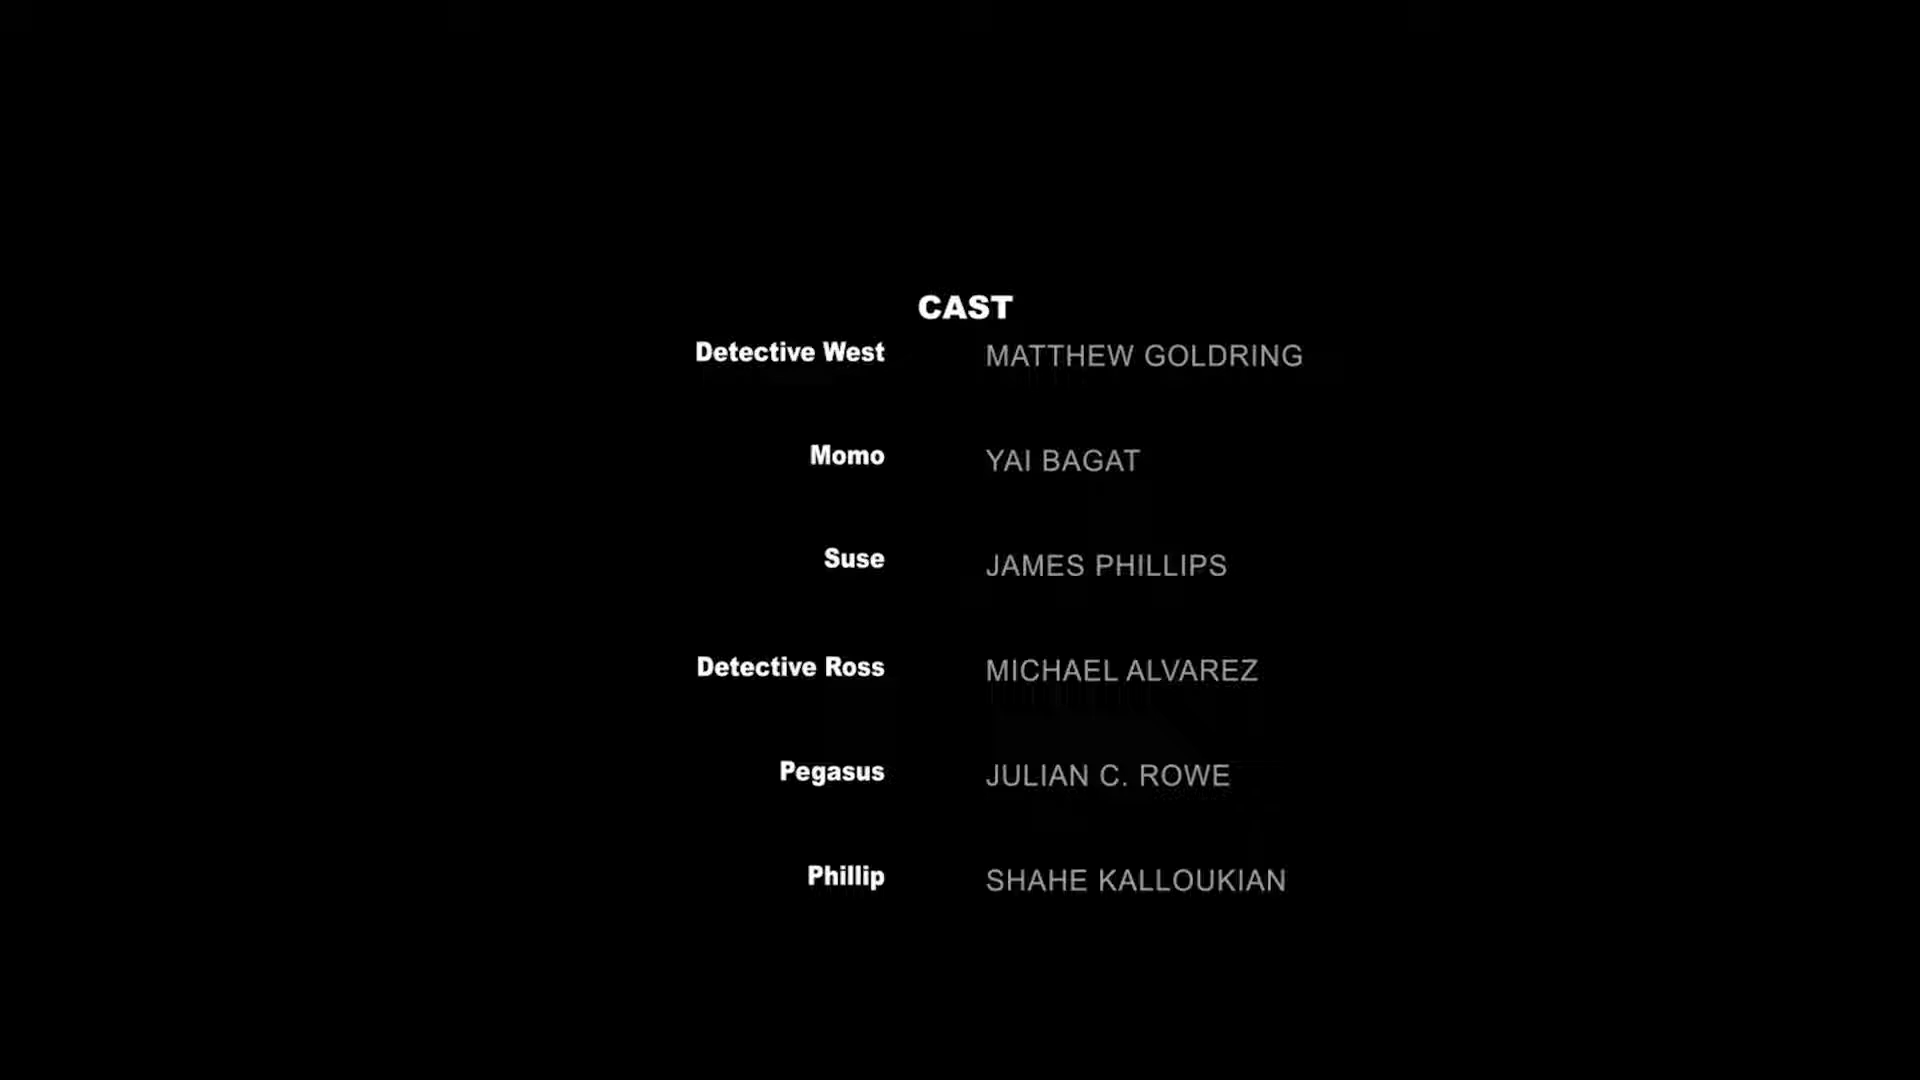 CAST
Detective West MATTHEW GOLDRING
Momo YAI BAGAT
Suse JAMES PHILLIPS
Detective Ross MICHAEL ALVAREZ
Pegasus JULIAN C. ROWE
Phillip SHAHE KALLOUKIAN